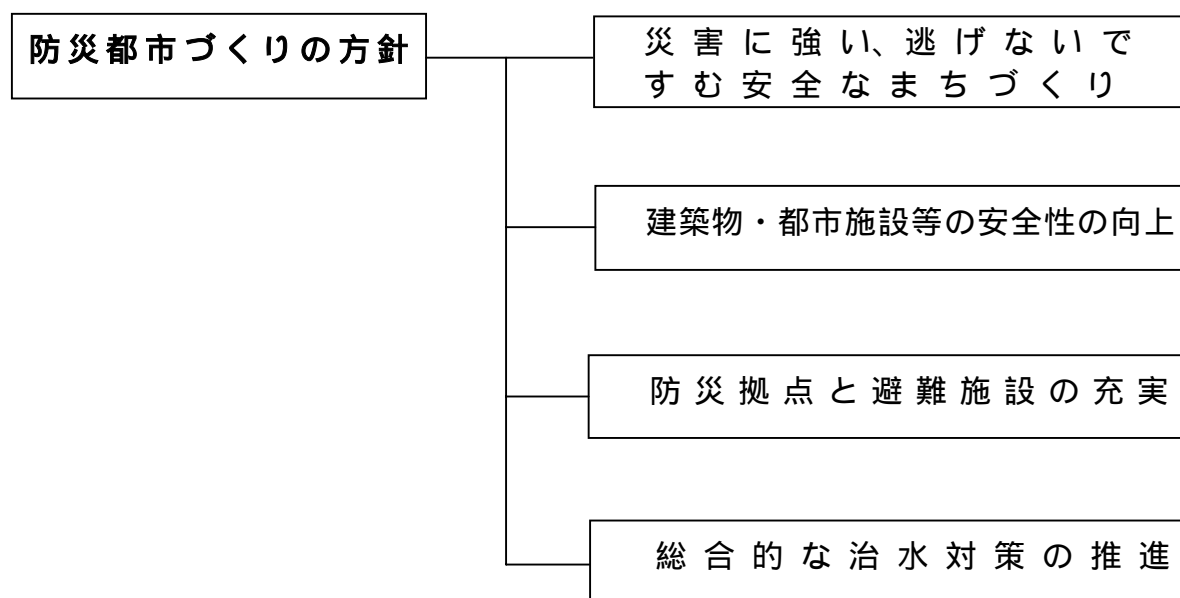 防災都市づくりの方針
災害に強い、逃げないで
すむ安全なまちづくり
建築物・都市施設等の安全性の向上
防災拠点と避難施設の充実
総合的な治水対策の推進